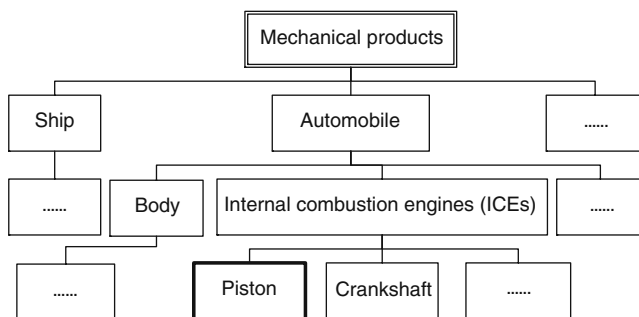 Mechanical products
Ship
Automobile
......
......
Body
Internal combustion engines (ICEs)
......
......
Piston
Crankshaft
......